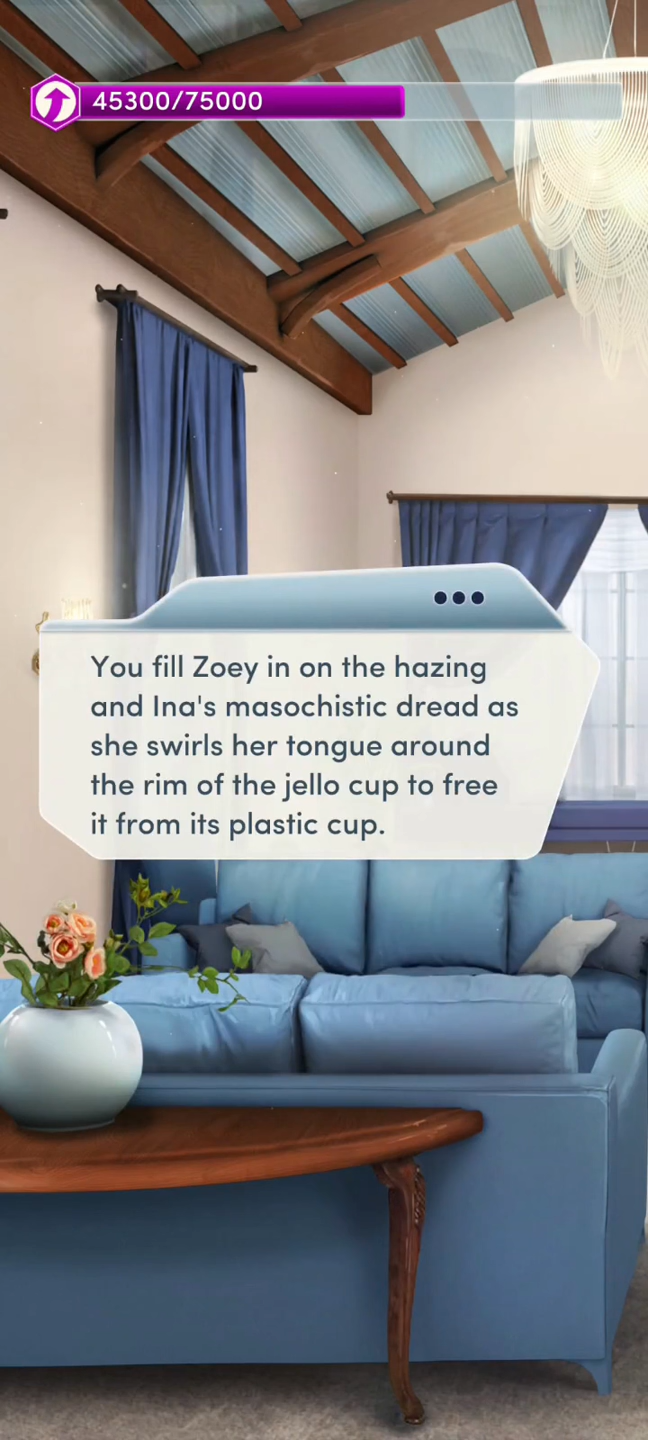 45300/75000
You fill Zoey in on the hazing
and Ina's masochistic dread as
she swirls her tongue around
the rim of the jello cup to free
it from its plastic cup.